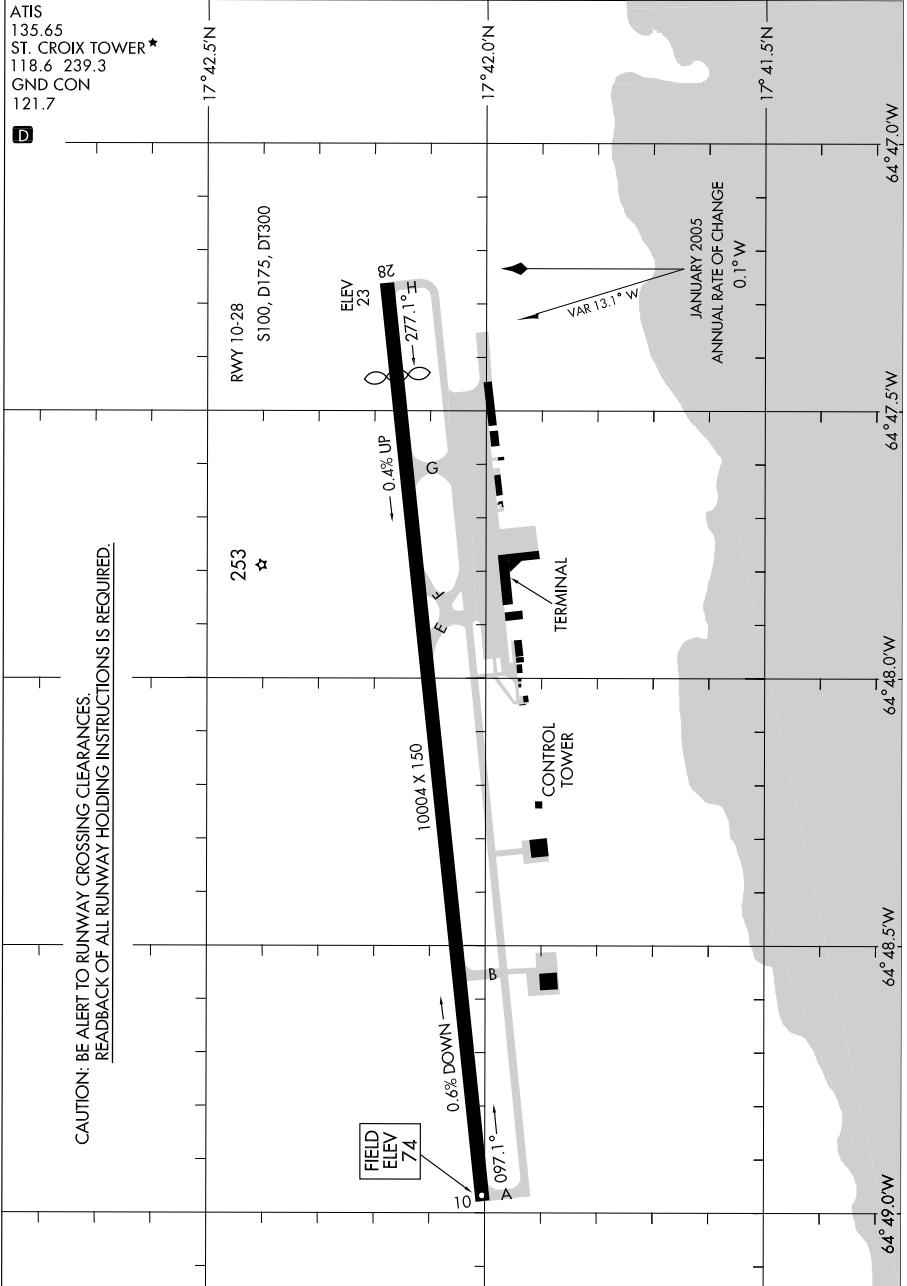 ATIS
135.65
ST. CROIX TOWER★
118.6 239.3
GND CON
121.7
D
17°42.5'N
17°42.0'N
17°41.5'N
64°47.0'W
64°47.5'W
64°48.0'W
64°48.5'W
64°49.0'W
CAUTION: BE ALERT TO RUNWAY CROSSING CLEARANCES.
READBACK OF ALL RUNWAY HOLDING INSTRUCTIONS IS REQUIRED.
RWY 10-28
S100, D175, DT300
JANUARY 2005
ANNUAL RATE OF CHANGE
0.1° W
VAR 13.1° W
ELEV
23
28
H
277.1°
0.4% UP
G
253
F
E
TERMINAL
10004 X 150
CONTROL
TOWER
B
0.6% DOWN
097.1°
FIELD
ELEV
74
10
A